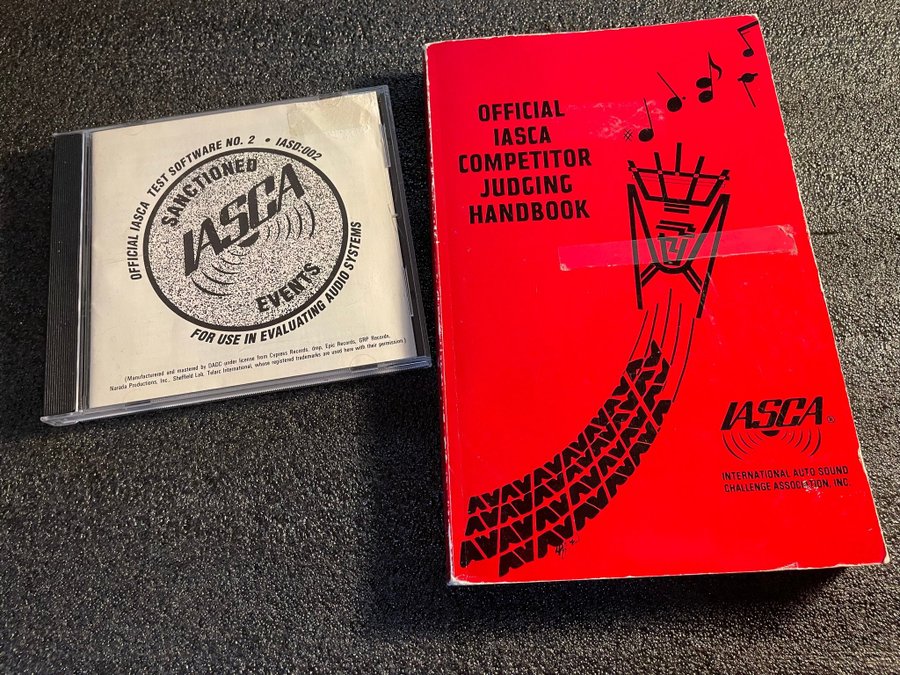 OFFICIAL IASCA TEST SOFTWARE NO. 2 • IASD:002
SANCTIONED
IASCA
EVENTS
FOR USE IN EVALUATING AUDIO SYSTEMS
(Manufactured and mastered by DADC under license from Cypress Records, dmp, Epic Records, GRP Records,
Narada Productions, Inc., Sheffield Lab, Telarc International, whose registered trademarks are used here with their permission.)
OFFICIAL
IASCA
COMPETITOR
JUDGING
HANDBOOK
IASCA®
INTERNATIONAL AUTO SOUND
CHALLENGE ASSOCIATION, INC.